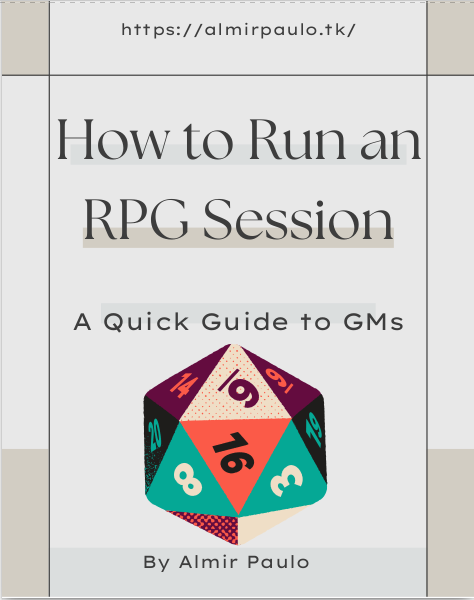 https://almirpaulo.tk/
How to Run an
RPG Session
A Quick Guide to GMs
14
9
19
20
16
19
8
3
By Almir Paulo